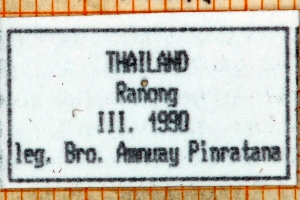 THAILAND
Ranong
III. 1990
leg. Bro. Amnuay Pinratana